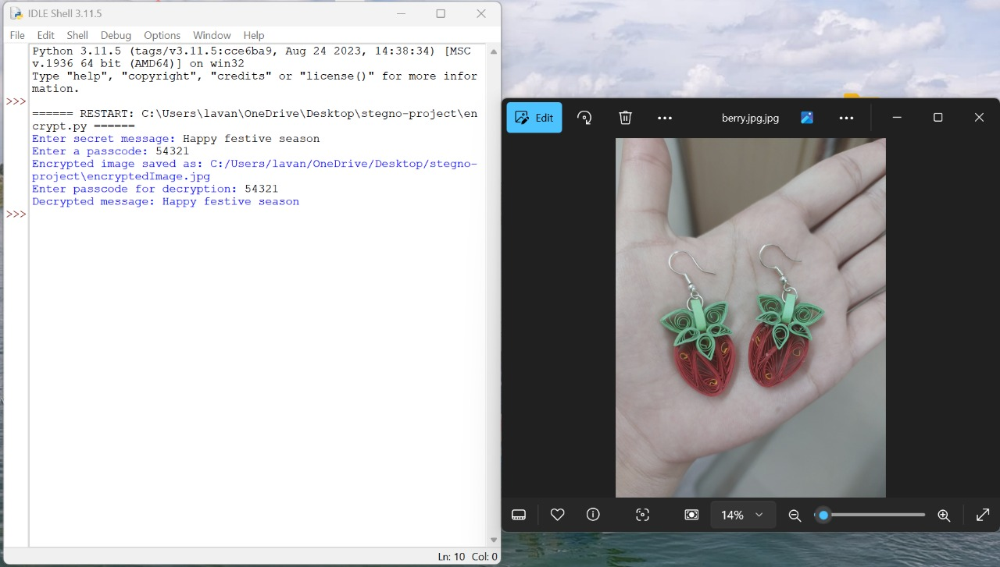 IDLE Shell 3.11.5
File Edit Shell Debug Options Window Help
Python 3.11.5 (tags/v3.11.5:cce6ba9, Aug 24 2023, 14:38:34) [MSC
v.1936 64 bit (AMD64)] on win32
Type "help", "copyright", "credits" or "license()" for more infor
mation.
>>>
====== RESTART: C:\Users\lavan\OneDrive\Desktop\stegno-project\en
crypt.py ======
Enter secret message: Happy festive season
Enter a passcode: 54321
Encrypted image saved as: C:/Users/lavan/OneDrive/Desktop/stegno-
project\encryptedImage.jpg
Enter passcode for decryption: 54321
Decrypted message: Happy festive season
>>>
Ln: 10 Col: 0
Edit
berry.jpg.jpg
14%